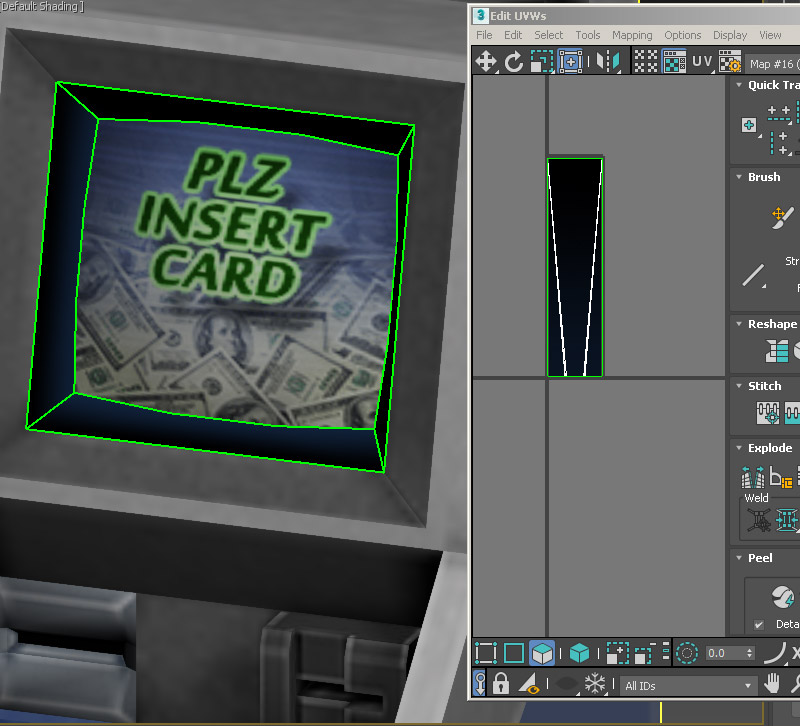 Default Shading ]
PLZ
INSERT
CARD
3 Edit UVWs
File Edit Select Tools Mapping Options Display View
UV Map #16 (
Quick Tra
Brush
Str
Reshape
Stitch
Explode
Weld
Peel
Deta
0.0
All IDs